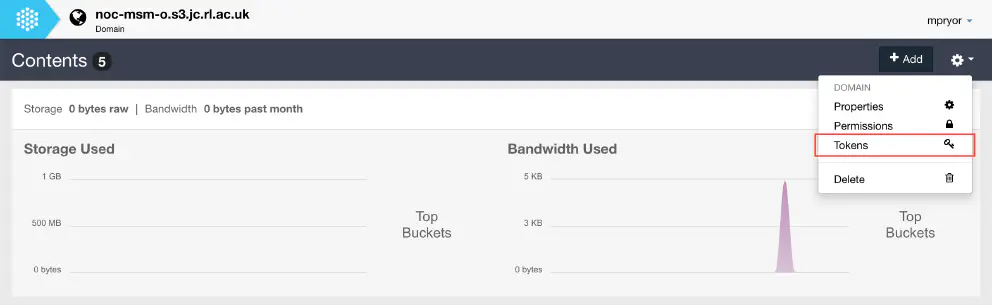 noc-msm-o.s3.jc.rl.ac.uk
Domain
mpryor
Contents 5
+ Add
DOMAIN
Properties
Permissions
Tokens
Delete
Storage 0 bytes raw | Bandwidth 0 bytes past month
Storage Used
1 GB
500 MB
0 bytes
Top
Buckets
Bandwidth Used
5 KB
3 KB
0 bytes
Top
Buckets